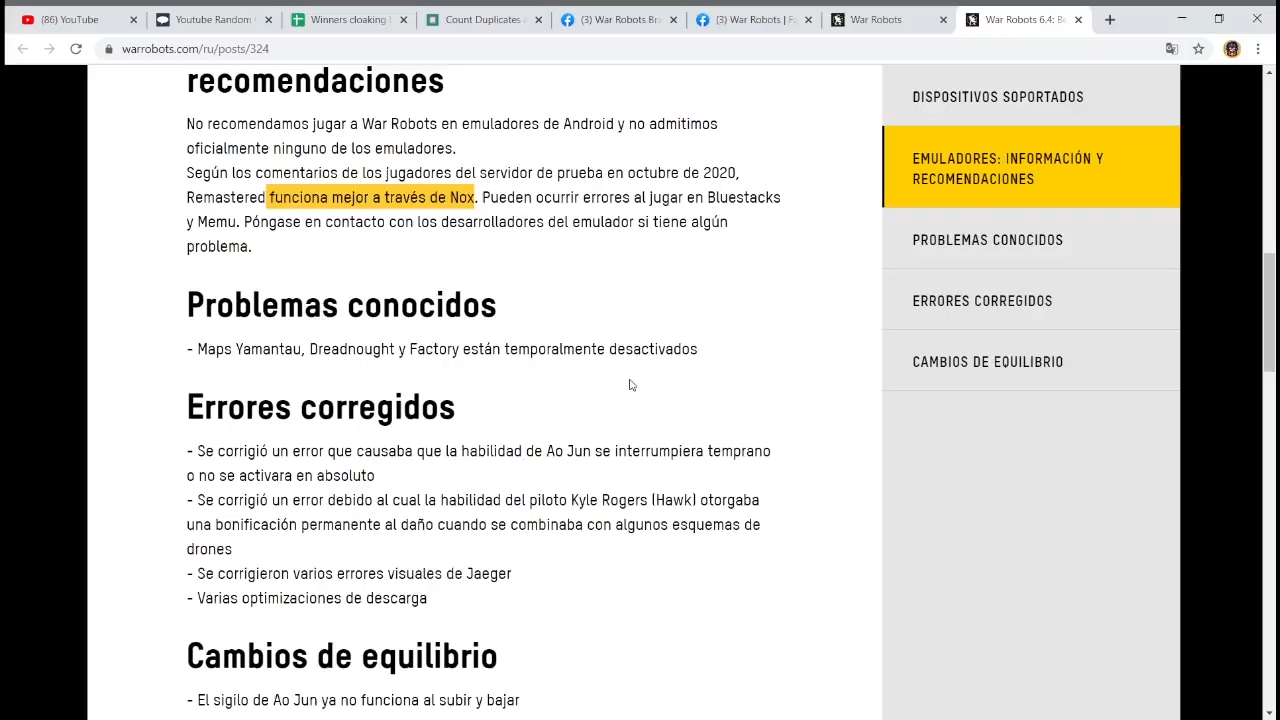 (86) YouTube
Youtube Random C
Winners cloaking
Count Duplicates
(3) War Robots Bra
(3) War Robots | Fa
War Robots
War Robots 6.4: Be
warrobots.com/ru/posts/324
recomendaciones
No recomendamos jugar a War Robots en emuladores de Android y no admitimos
oficialmente ninguno de los emuladores.
Según los comentarios de los jugadores del servidor de prueba en octubre de 2020,
Remastered funciona mejor a través de Nox. Pueden ocurrir errores al jugar en Bluestacks
y Memu. Póngase en contacto con los desarrolladores del emulador si tiene algún
problema.
Problemas conocidos
- Maps Yamantau, Dreadnought y Factory están temporalmente desactivados
Errores corregidos
- Se corrigió un error que causaba que la habilidad de Ao Jun se interrumpiera temprano
o no se activara en absoluto
- Se corrigió un error debido al cual la habilidad del piloto Kyle Rogers (Hawk) otorgaba
una bonificación permanente al daño cuando se combinaba con algunos esquemas de
drones
- Se corrigieron varios errores visuales de Jaeger
- Varias optimizaciones de descarga
Cambios de equilibrio
- El sigilo de Ao Jun ya no funciona al subir y bajar
DISPOSITIVOS SOPORTADOS
EMULADORES: INFORMACIÓN Y
RECOMENDACIONES
PROBLEMAS CONOCIDOS
ERRORES CORREGIDOS
CAMBIOS DE EQUILIBRIO